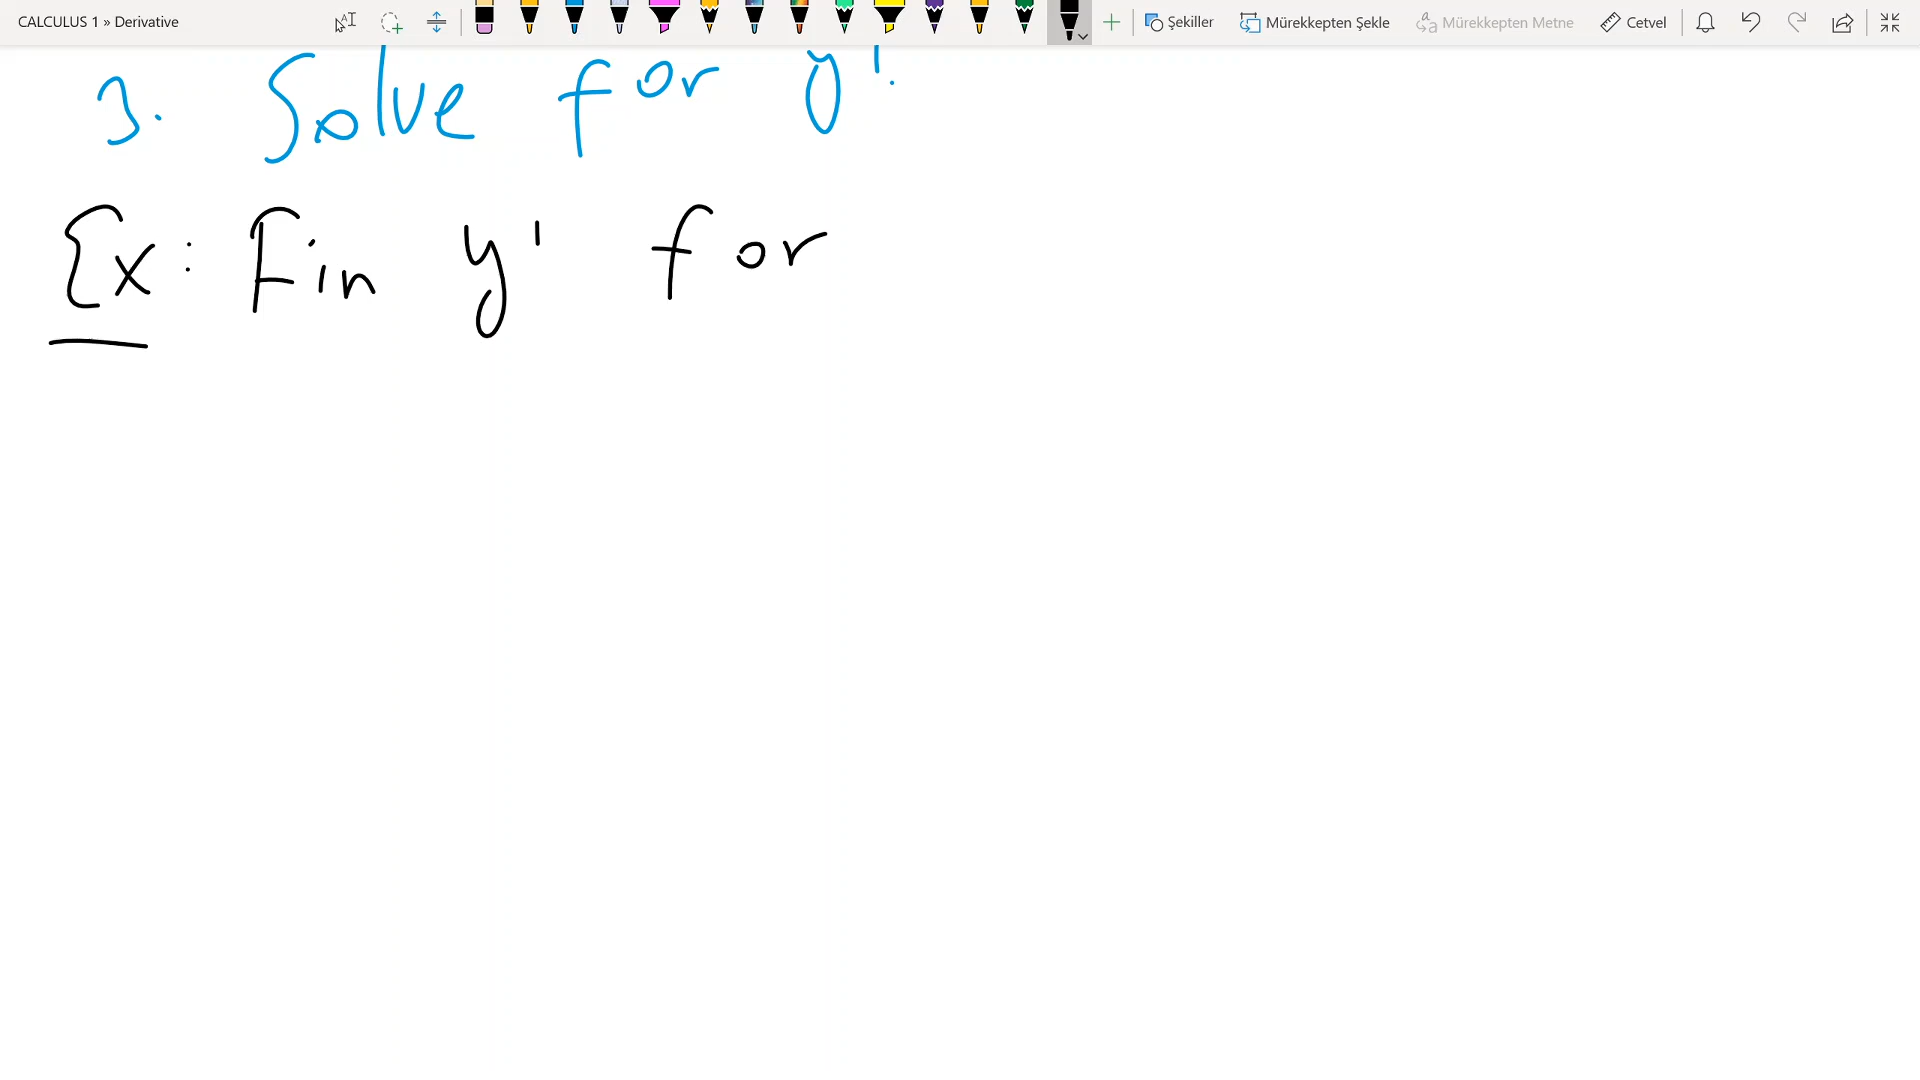 CALCULUS 1 » Derivative Şekiller Mürekkepten Şekle Mürekkepten Metne Cetvel
3. Solve for y'.
Ex: Fin y' for